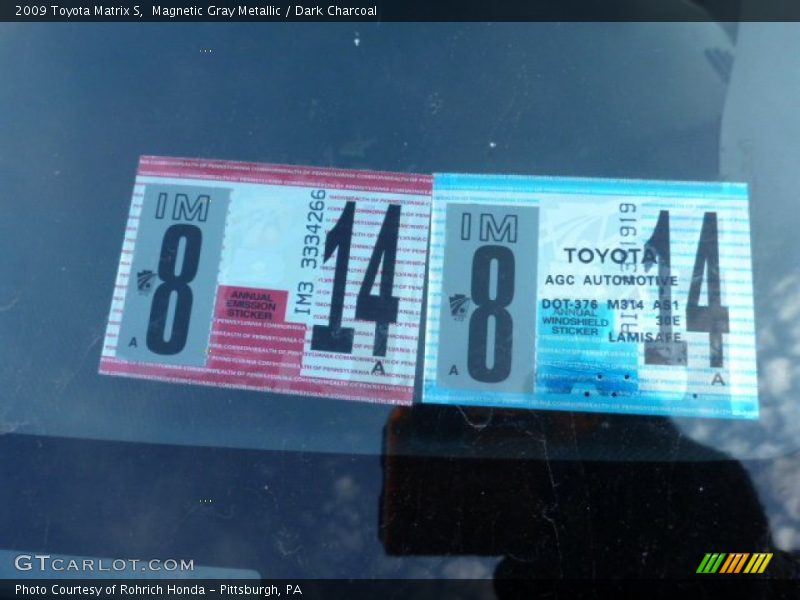 2009 Toyota Matrix S,  Magnetic Gray Metallic / Dark Charcoal
IM
8
A
ANNUAL
EMISSION
STICKER
IM3 3334266
14
A
IM
8
A
TOYOTA
AGC AUTOMOTIVE
DOT-376 M314 AS1
30E
LAMISAFE
ANNUAL
WINDSHIELD
STICKER
14
A
GTCARLOT.COM
Photo Courtesy of Rohrich Honda - Pittsburgh, PA